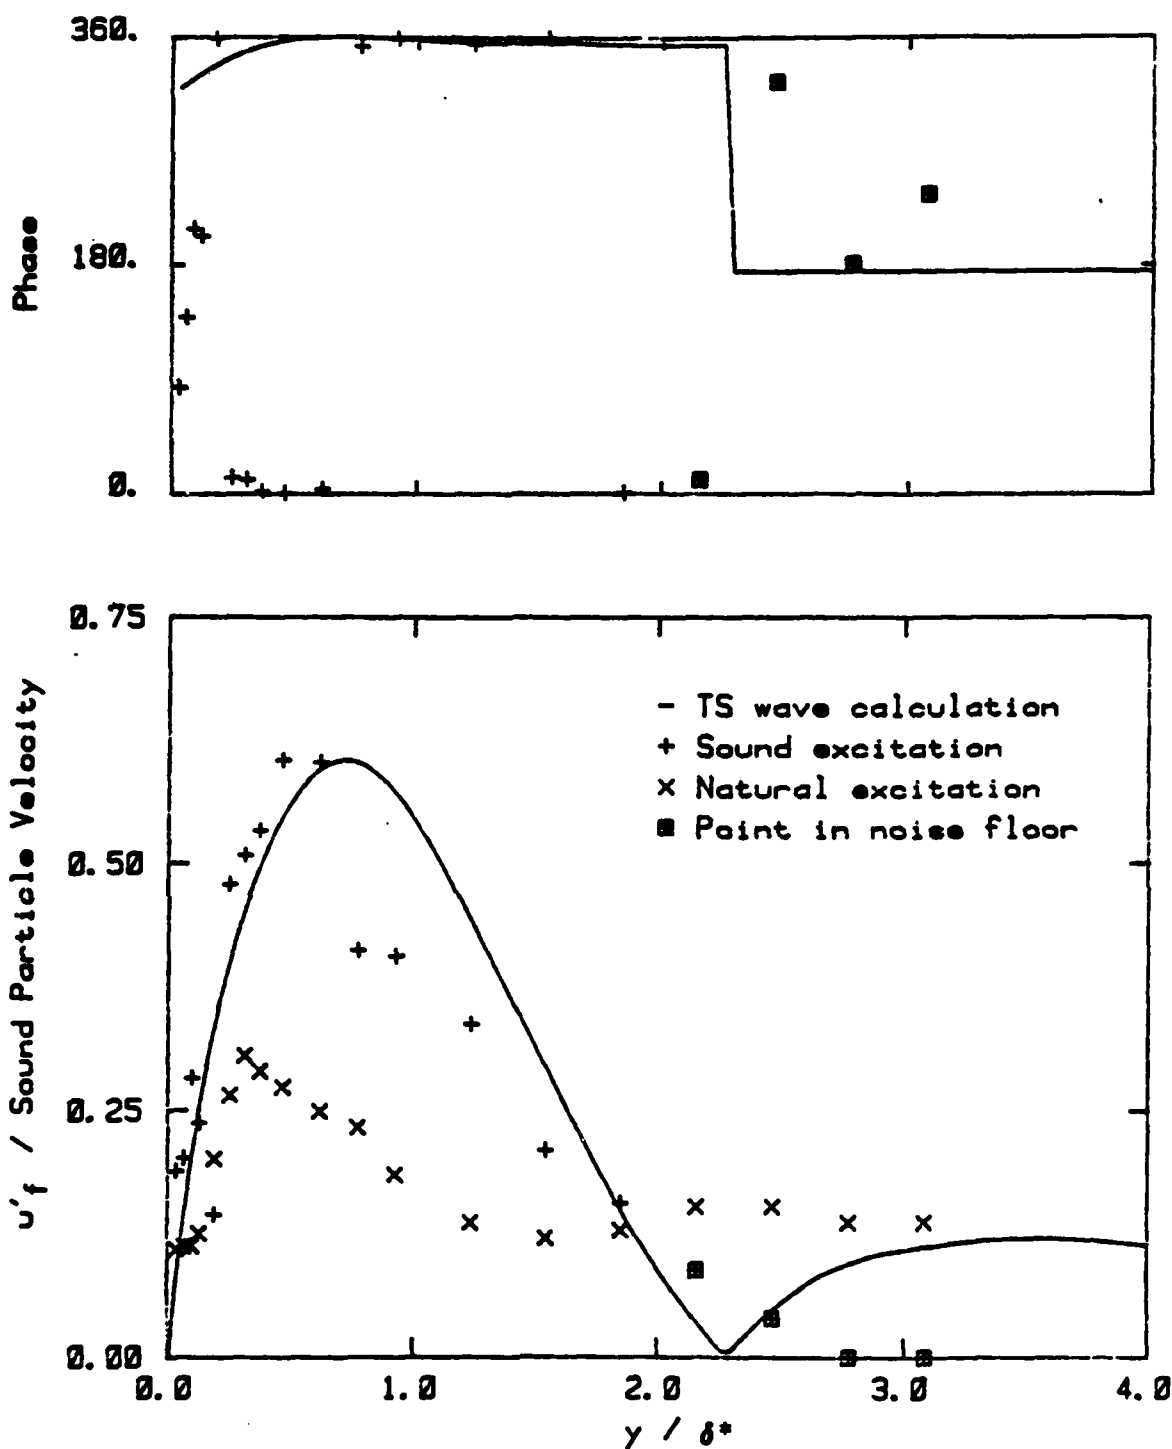 360.
180.
0.
Phase
0.75
0.50
0.25
0.00
u'f / Sound Particle Velocity
− TS wave calculation
+ Sound excitation
× Natural excitation
Point in noise floor
0.0 1.0 2.0 3.0 4.0
y / δ*